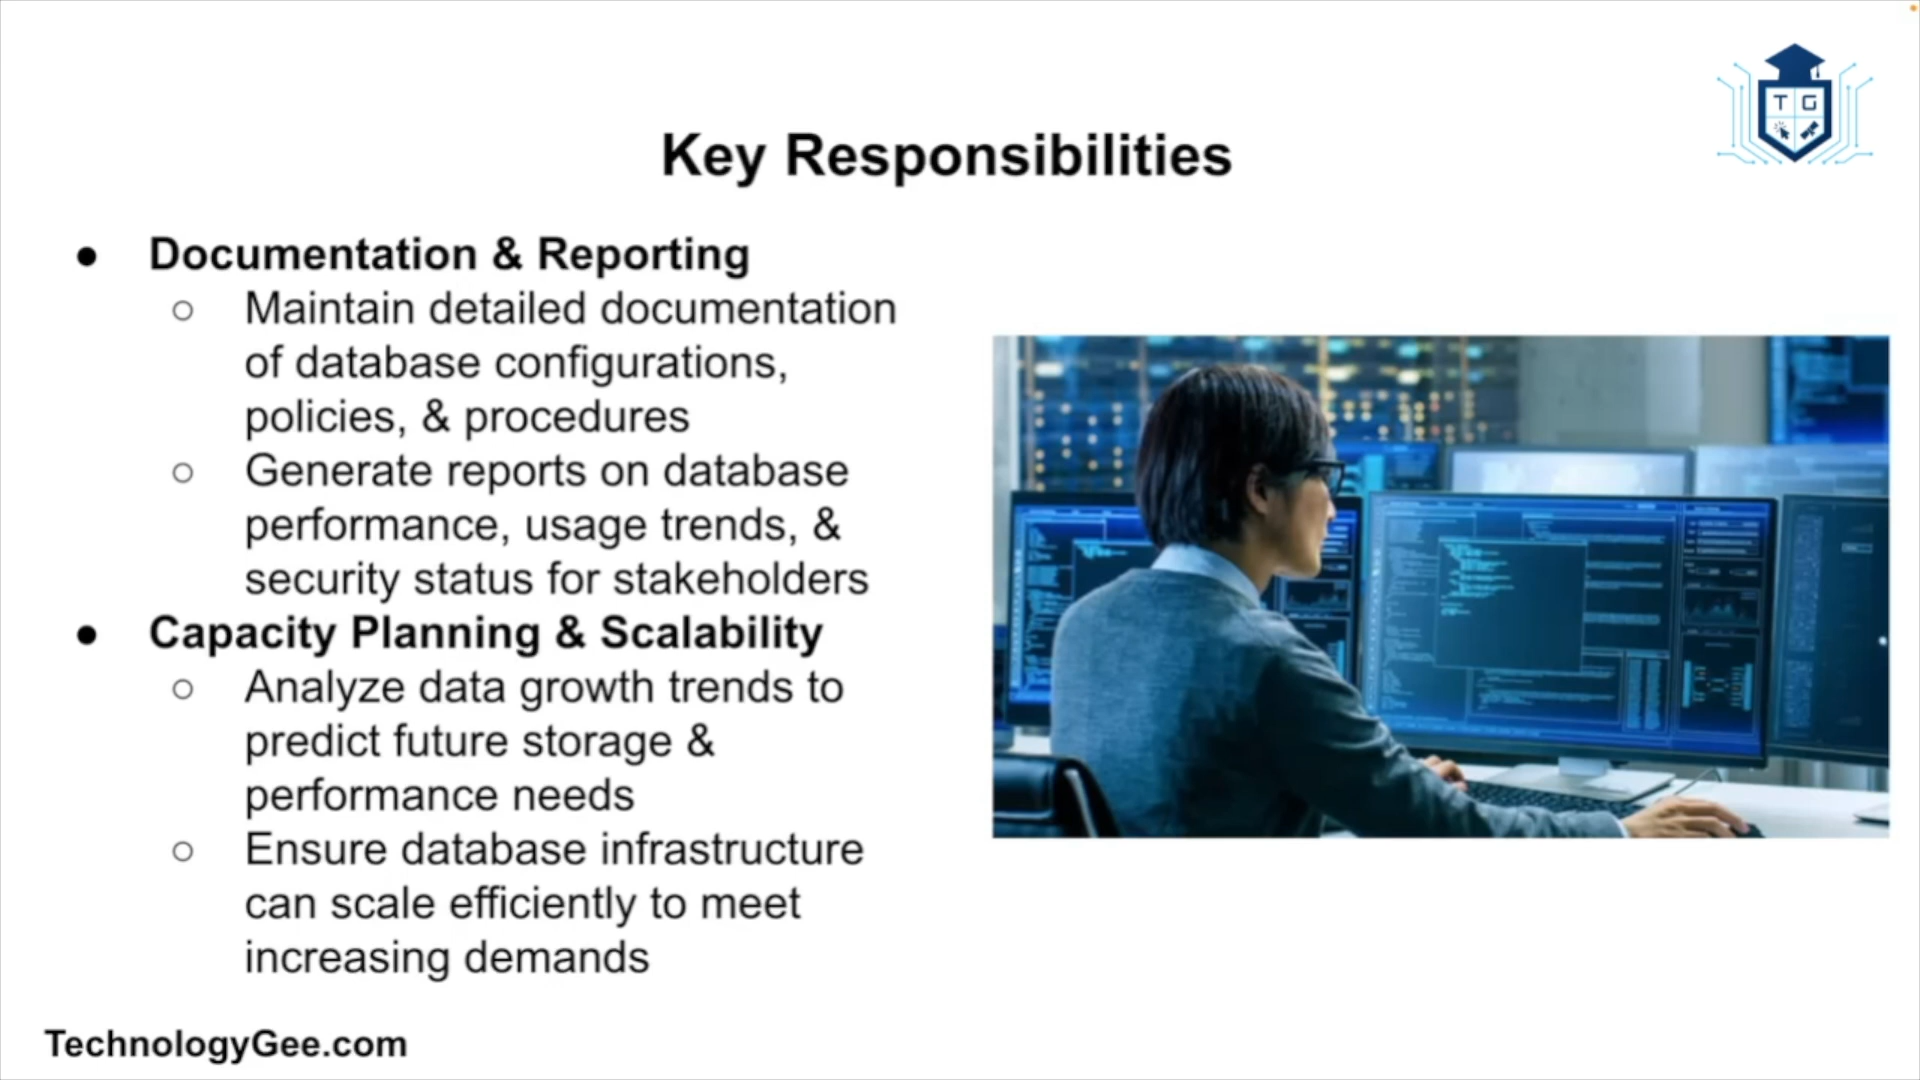 T G
Key Responsibilities
● Documentation & Reporting
○ Maintain detailed documentation
of database configurations,
policies, & procedures
○ Generate reports on database
performance, usage trends, &
security status for stakeholders
● Capacity Planning & Scalability
○ Analyze data growth trends to
predict future storage &
performance needs
○ Ensure database infrastructure
can scale efficiently to meet
increasing demands
TechnologyGee.com